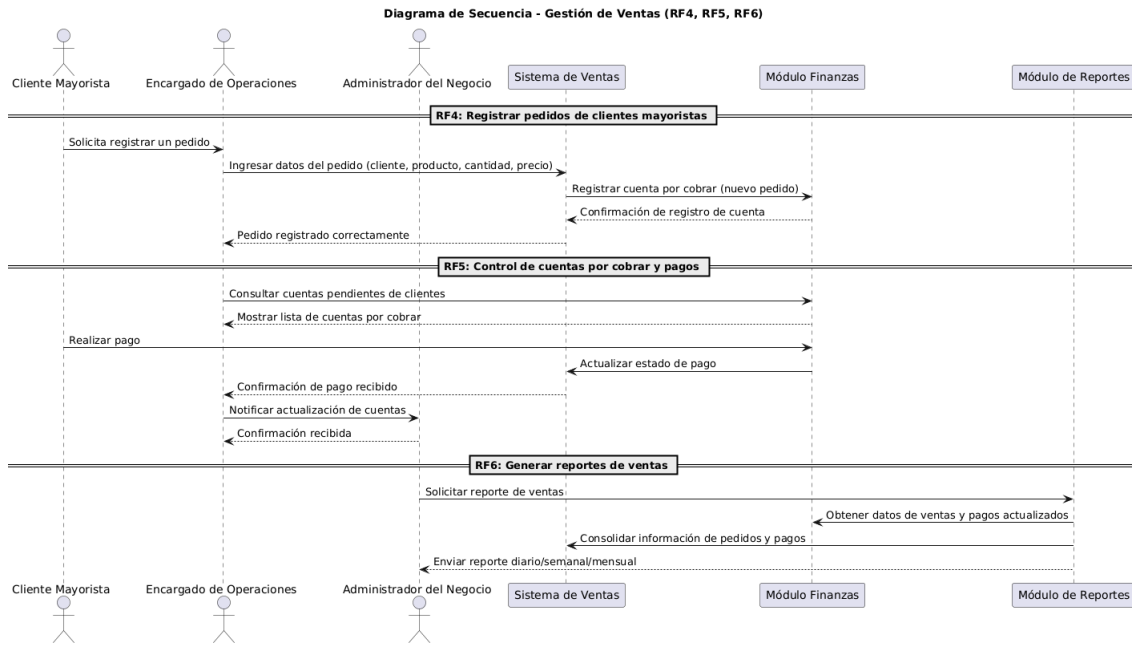 Diagrama de Secuencia - Gestión de Ventas (RF4, RF5, RF6)
Cliente Mayorista
Encargado de Operaciones
Administrador del Negocio
Sistema de Ventas
Módulo Finanzas
Módulo de Reportes
RF4: Registrar pedidos de clientes mayoristas
Solicita registrar un pedido
Ingresar datos del pedido (cliente, producto, cantidad, precio)
Registrar cuenta por cobrar (nuevo pedido)
Confirmación de registro de cuenta
Pedido registrado correctamente
RF5: Control de cuentas por cobrar y pagos
Consultar cuentas pendientes de clientes
Mostrar lista de cuentas por cobrar
Realizar pago
Actualizar estado de pago
Confirmación de pago recibido
Notificar actualización de cuentas
Confirmación recibida
RF6: Generar reportes de ventas
Solicitar reporte de ventas
Obtener datos de ventas y pagos actualizados
Consolidar información de pedidos y pagos
Enviar reporte diario/semanal/mensual
Cliente Mayorista
Encargado de Operaciones
Administrador del Negocio
Sistema de Ventas
Módulo Finanzas
Módulo de Reportes